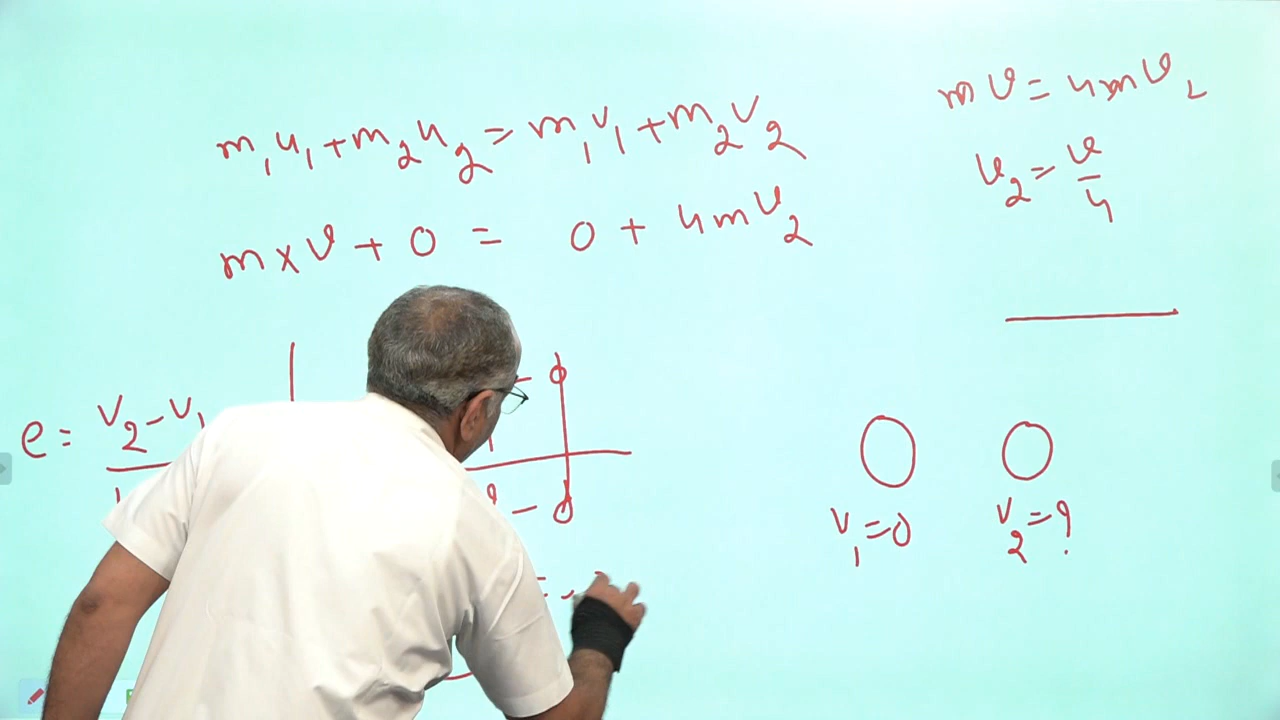 m₁u₁+m₂u₂=m₁v₁+m₂v₂
m×v+0 = 0+4mv₂
mv=4mv₂
v₂=v/4
e=v₂-v₁
v₁=0
v₂=?